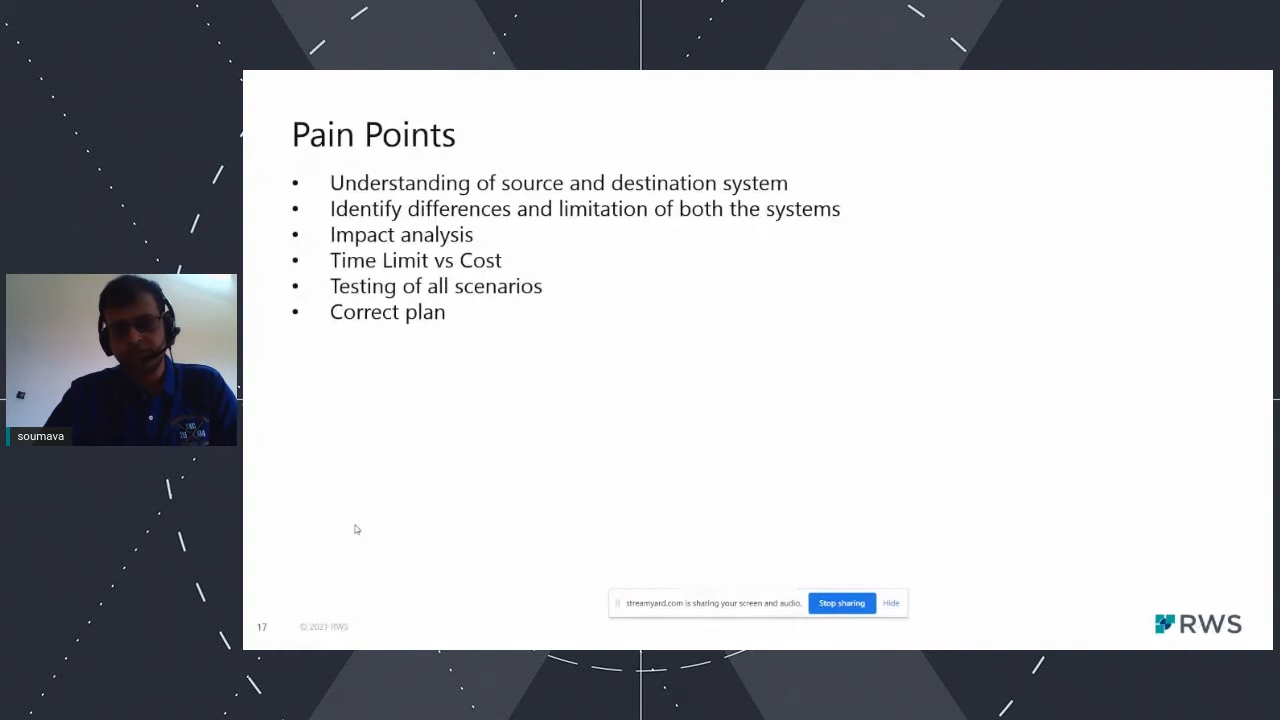 Pain Points
• Understanding of source and destination system
• Identify differences and limitation of both the systems
• Impact analysis
• Time Limit vs Cost
• Testing of all scenarios
• Correct plan
soumava
streamyard.com is sharing your screen and audio.
Stop sharing
Hide
17
© 2021 RWS
RWS